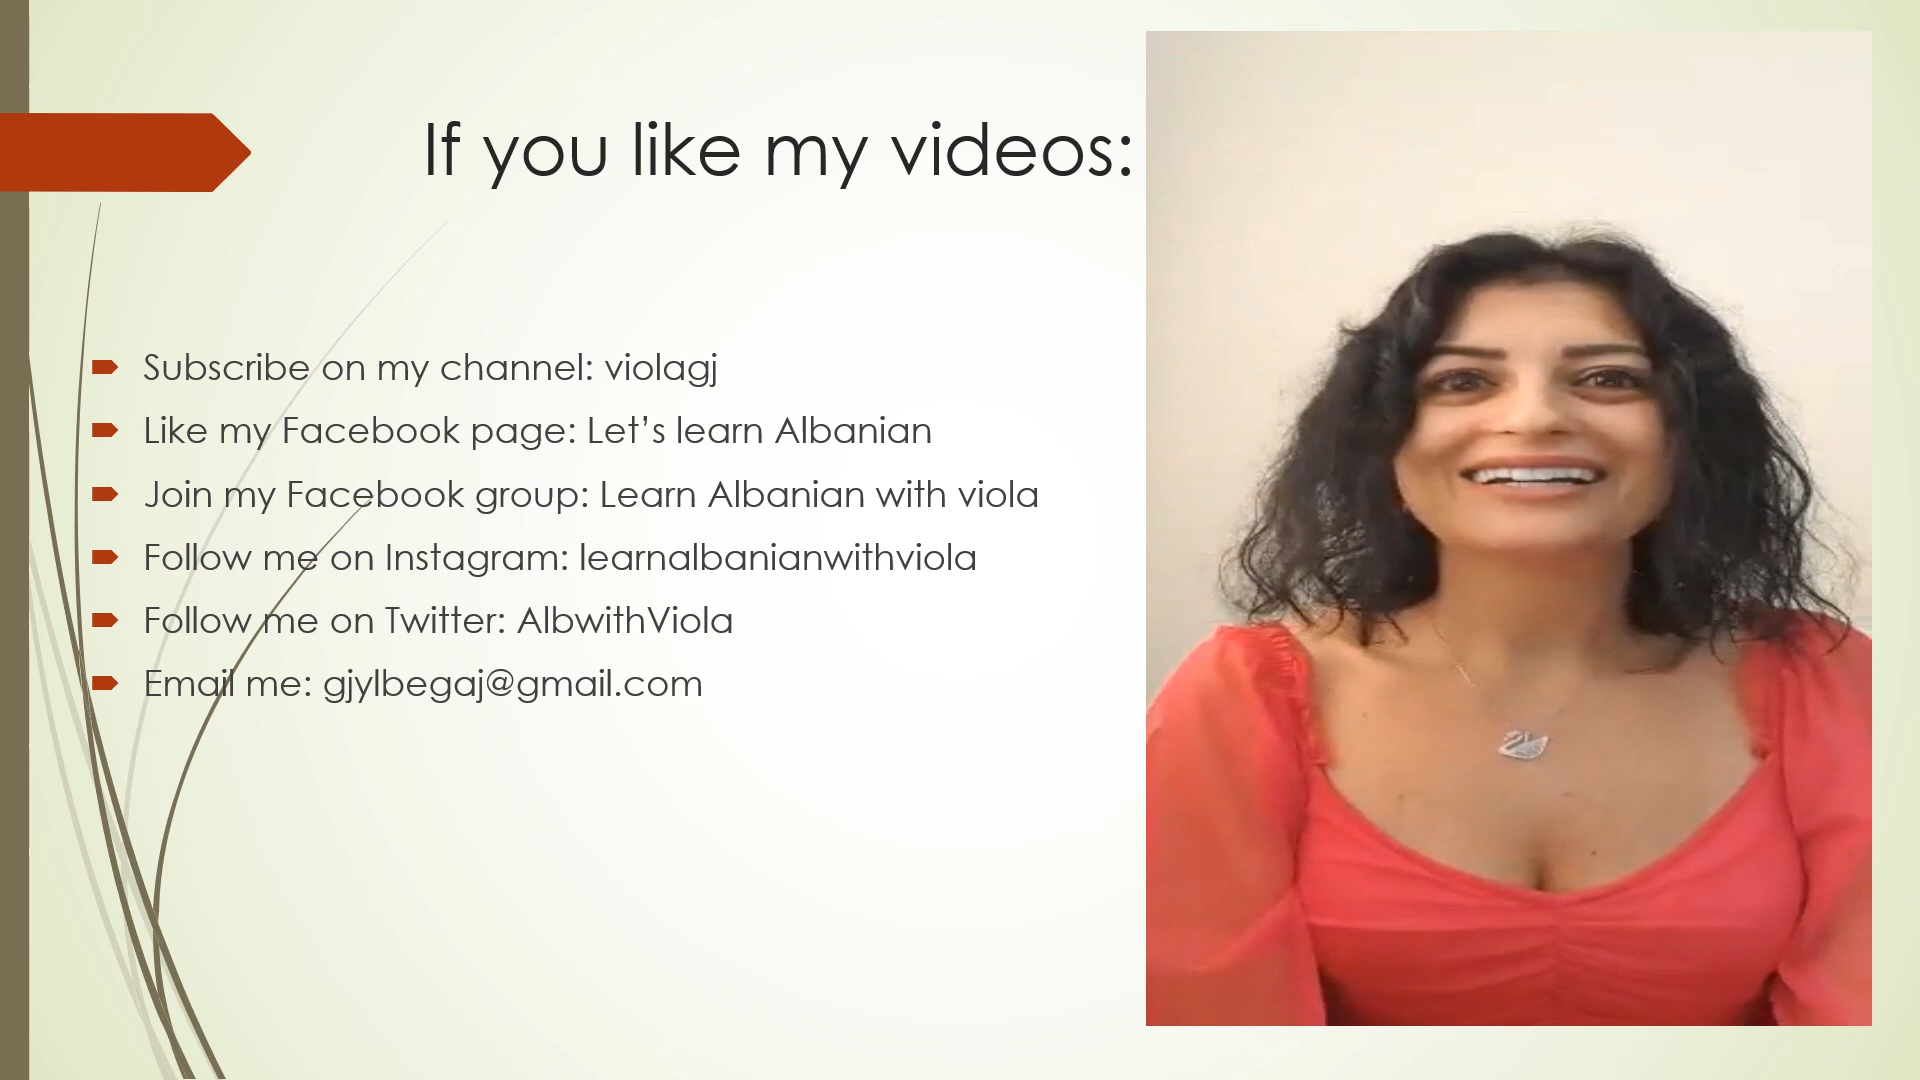 If you like my videos:
Subscribe on my channel: violagj
Like my Facebook page: Let’s learn Albanian
Join my Facebook group: Learn Albanian with viola
Follow me on Instagram: learnalbanianwithviola
Follow me on Twitter: AlbwithViola
Email me: gjylbegaj@gmail.com